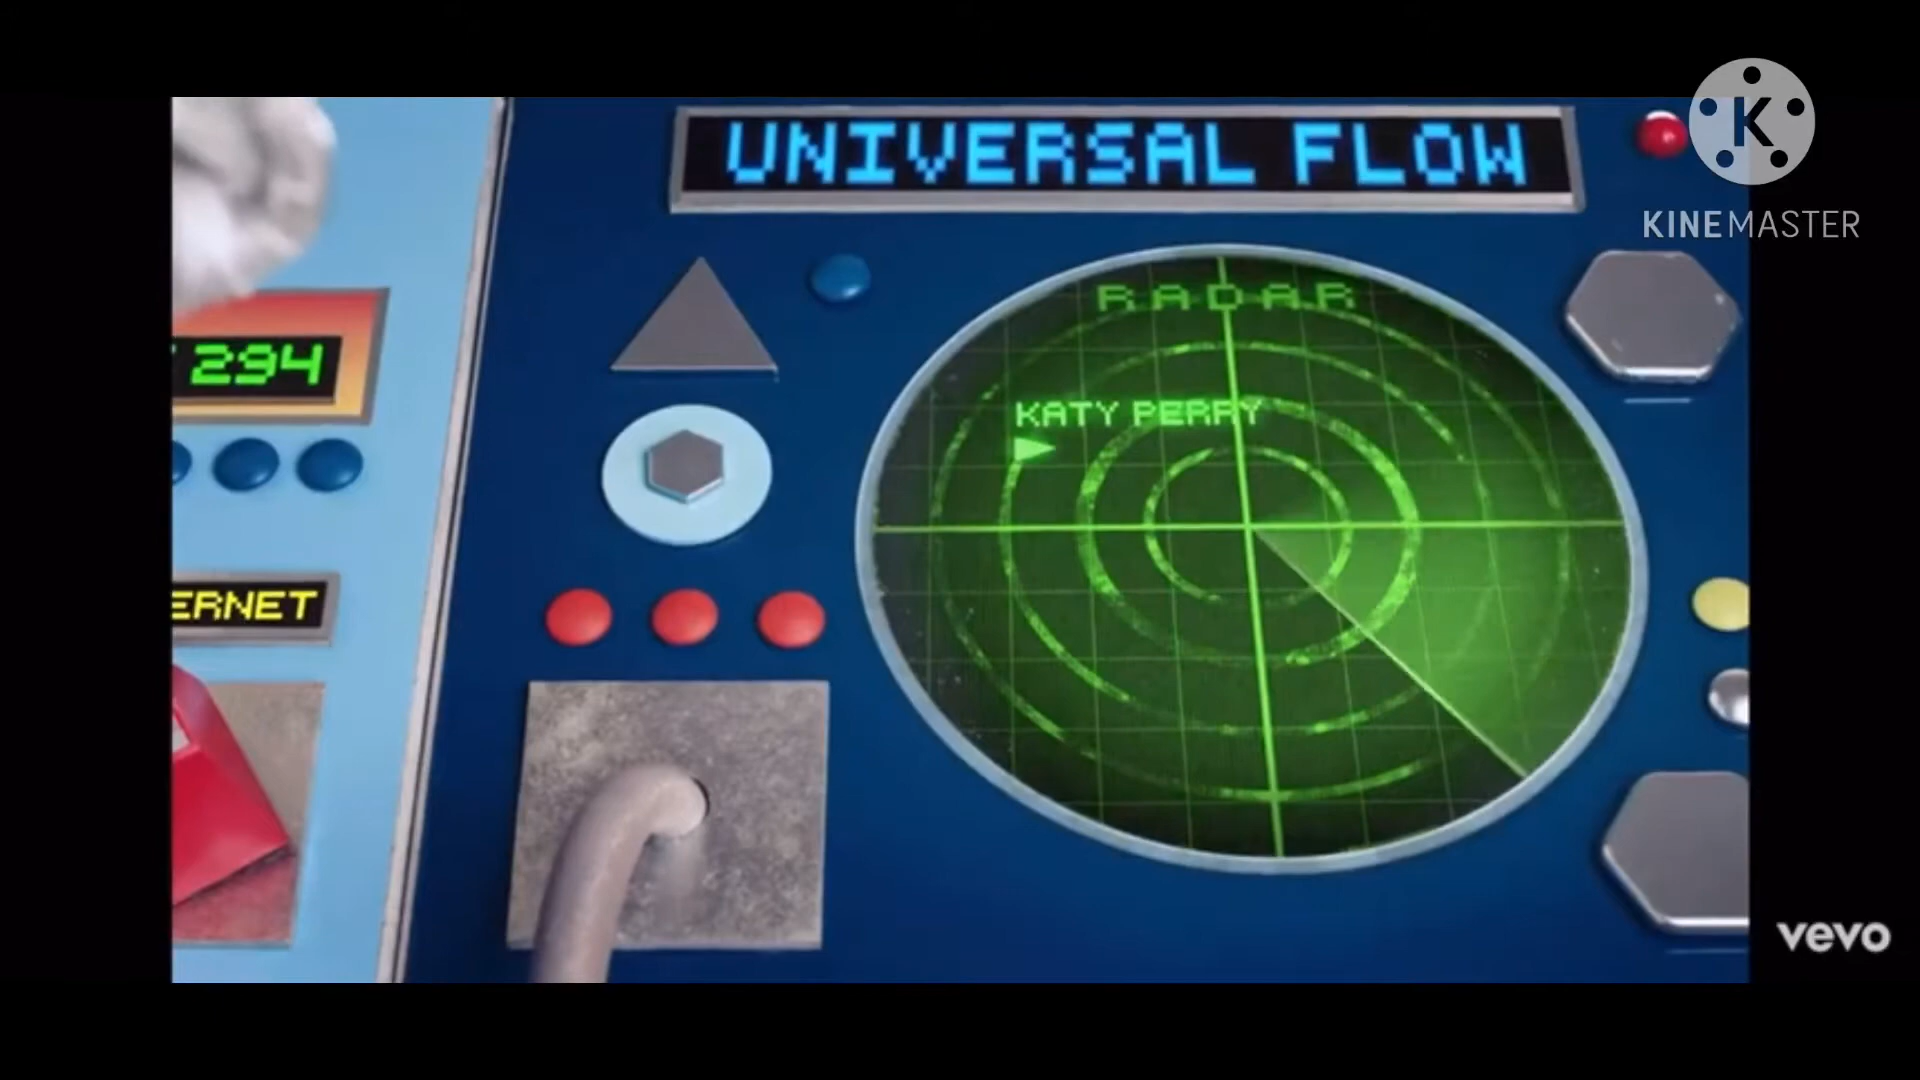 UNIVERSAL FLOW
K
KINEMASTER
RADAR
KATY PERRY
294
ERNET
vevo